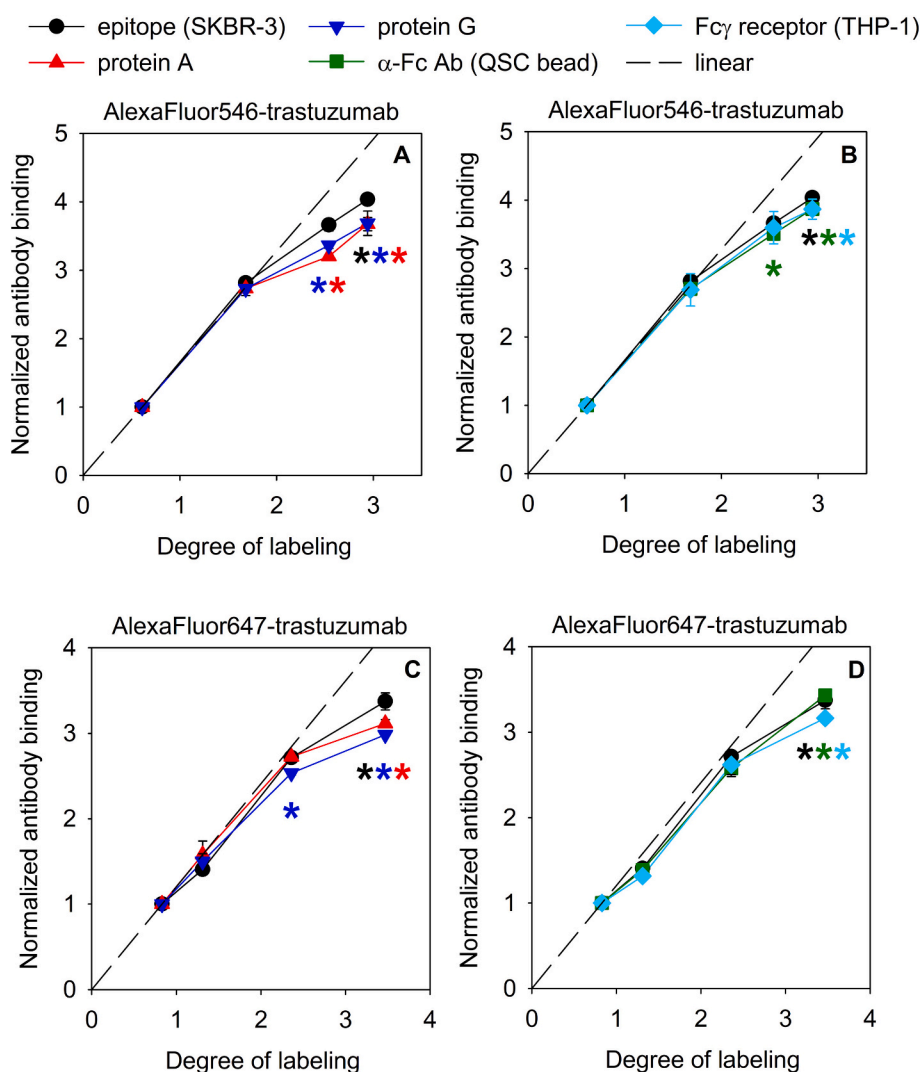 epitope (SKBR-3) protein G Fcγ receptor (THP-1)
protein A α-Fc Ab (QSC bead) linear
AlexaFluor546-trastuzumab AlexaFluor546-trastuzumab
A B
5 5
4 4
3 3
2 2
1 1
0 0
0 1 2 3 0 1 2 3
Normalized antibody binding Normalized antibody binding
* * * * * *
* * *
Degree of labeling Degree of labeling
AlexaFluor647-trastuzumab AlexaFluor647-trastuzumab
C D
4 4
3 3
2 2
1 1
0 0
0 1 2 3 4 0 1 2 3 4
Normalized antibody binding Normalized antibody binding
* * * * * *
*
Degree of labeling Degree of labeling